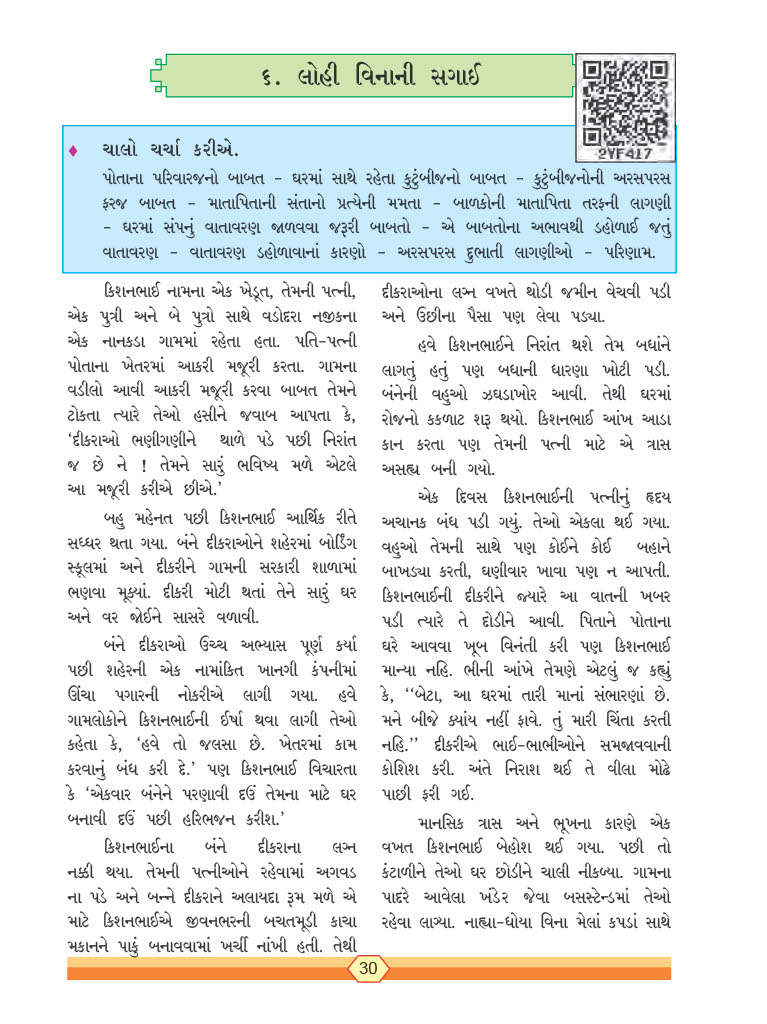 ૬. લોહી વિનાની સગાઈ
2YF417
♦ ચાલો ચર્ચા કરીએ.
પોતાના પરિવારજનો બાબત - ઘરમાં સાથે રહેતા કુટુંબીજનો બાબત - કુટુંબીજનોની અરસપરસ
ફરજ બાબત - માતાપિતાની સંતાનો પ્રત્યેની મમતા - બાળકોની માતાપિતા તરફની લાગણી
- ઘરમાં સંપનું વાતાવરણ જાળવવા જરૂરી બાબતો - એ બાબતોના અભાવથી ડહોળાઈ જતું
વાતાવરણ - વાતાવરણ ડહોળાવાનાં કારણો - અરસપરસ દુભાતી લાગણીઓ - પરિણામ.
કિશનભાઈ નામના એક ખેડૂત, તેમની પત્ની,
એક પુત્રી અને બે પુત્રો સાથે વડોદરા નજીકના
એક નાનકડા ગામમાં રહેતા હતા. પતિ-પત્ની
પોતાના ખેતરમાં આકરી મજૂરી કરતા. ગામના
વડીલો આવી આકરી મજૂરી કરવા બાબત તેમને
ટોકતા ત્યારે તેઓ હસીને જવાબ આપતા કે,
‘દીકરાઓ ભણીગણીને થાળે પડે પછી નિરાંત
જ છે ને ! તેમને સારું ભવિષ્ય મળે એટલે
આ મજૂરી કરીએ છીએ.’
બહુ મહેનત પછી કિશનભાઈ આર્થિક રીતે
સધ્ધર થતા ગયા. બંને દીકરાઓને શહેરમાં બોર્ડિંગ
સ્કૂલમાં અને દીકરીને ગામની સરકારી શાળામાં
ભણવા મૂક્યાં. દીકરી મોટી થતાં તેને સારું ઘર
અને વર જોઈને સાસરે વળાવી.
બંને દીકરાઓ ઉચ્ચ અભ્યાસ પૂર્ણ કર્યા
પછી શહેરની એક નામાંકિત ખાનગી કંપનીમાં
ઊંચા પગારની નોકરીએ લાગી ગયા. હવે
ગામલોકોને કિશનભાઈની ઈર્ષા થવા લાગી તેઓ
કહેતા કે, ‘હવે તો જલસા છે. ખેતરમાં કામ
કરવાનું બંધ કરી દે.’ પણ કિશનભાઈ વિચારતા
કે ‘એકવાર બંનેને પરણાવી દઉં તેમના માટે ઘર
બનાવી દઉં પછી હરિભજન કરીશ.’
કિશનભાઈના બંને દીકરાના લગ્ન
નક્કી થયા. તેમની પત્નીઓને રહેવામાં અગવડ
ના પડે અને બન્ને દીકરાને અલાયદા રૂમ મળે એ
માટે કિશનભાઈએ જીવનભરની બચતમૂડી કાચા
મકાનને પાકું બનાવવામાં ખર્ચી નાંખી હતી. તેથી
દીકરાઓના લગ્ન વખતે થોડી જમીન વેચવી પડી
અને ઉછીના પૈસા પણ લેવા પડ્યા.
હવે કિશનભાઈને નિરાંત થશે તેમ બધાંને
લાગતું હતું પણ બધાની ધારણા ખોટી પડી.
બંનેની વહુઓ ઝઘડાખોર આવી. તેથી ઘરમાં
રોજનો કકળાટ શરૂ થયો. કિશનભાઈ આંખ આડા
કાન કરતા પણ તેમની પત્ની માટે એ ત્રાસ
અસહ્ય બની ગયો.
એક દિવસ કિશનભાઈની પત્નીનું હૃદય
અચાનક બંધ પડી ગયું. તેઓ એકલા થઈ ગયા.
વહુઓ તેમની સાથે પણ કોઈને કોઈ બહાને
બાખડ્યા કરતી, ઘણીવાર ખાવા પણ ન આપતી.
કિશનભાઈની દીકરીને જ્યારે આ વાતની ખબર
પડી ત્યારે તે દોડીને આવી. પિતાને પોતાના
ઘરે આવવા ખૂબ વિનંતી કરી પણ કિશનભાઈ
માન્યા નહિ. ભીની આંખે તેમણે એટલું જ કહ્યું
કે, ‘‘બેટા, આ ઘરમાં તારી માનાં સંભારણાં છે.
મને બીજે ક્યાંય નહીં ફાવે. તું મારી ચિંતા કરતી
નહિ.’’ દીકરીએ ભાઈ-ભાભીઓને સમજાવવાની
કોશિશ કરી. અંતે નિરાશ થઈ તે વીલા મોઢે
પાછી ફરી ગઈ.
માનસિક ત્રાસ અને ભૂખના કારણે એક
વખત કિશનભાઈ બેહોશ થઈ ગયા. પછી તો
કંટાળીને તેઓ ઘર છોડીને ચાલી નીકળ્યા. ગામના
પાદરે આવેલા ખંડેર જેવા બસસ્ટેન્ડમાં તેઓ
રહેવા લાગ્યા. નાહ્યા-ધોયા વિના મેલાં કપડાં સાથે
30